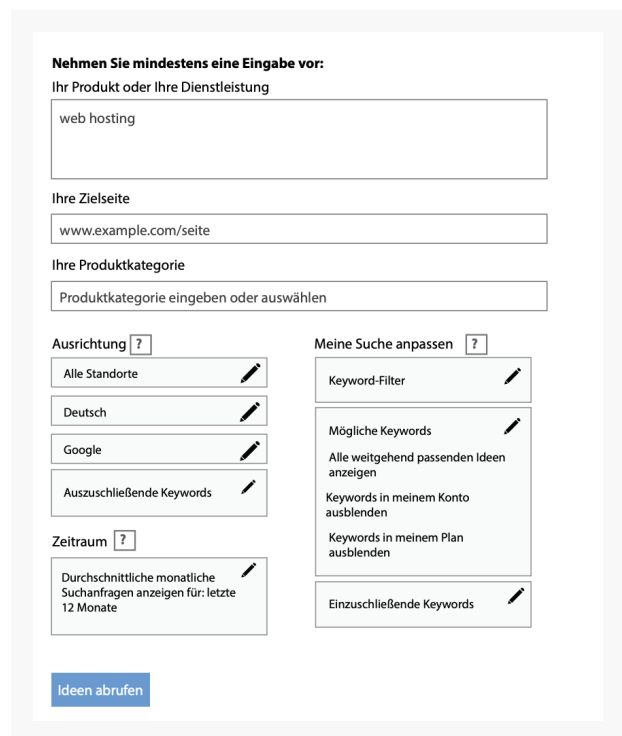 Nehmen Sie mindestens eine Eingabe vor:
Ihr Produkt oder Ihre Dienstleistung
web hosting
Ihre Zielseite
www.example.com/seite
Ihre Produktkategorie
Produktkategorie eingeben oder auswählen
Ausrichtung ?
Alle Standorte
Deutsch
Google
Auszuschließende Keywords
Zeitraum ?
Durchschnittliche monatliche
Suchanfragen anzeigen für: letzte
12 Monate
Meine Suche anpassen ?
Keyword-Filter
Mögliche Keywords
Alle weitgehend passenden Ideen
anzeigen
Keywords in meinem Konto
ausblenden
Keywords in meinem Plan
ausblenden
Einzuschließende Keywords
Ideen abrufen